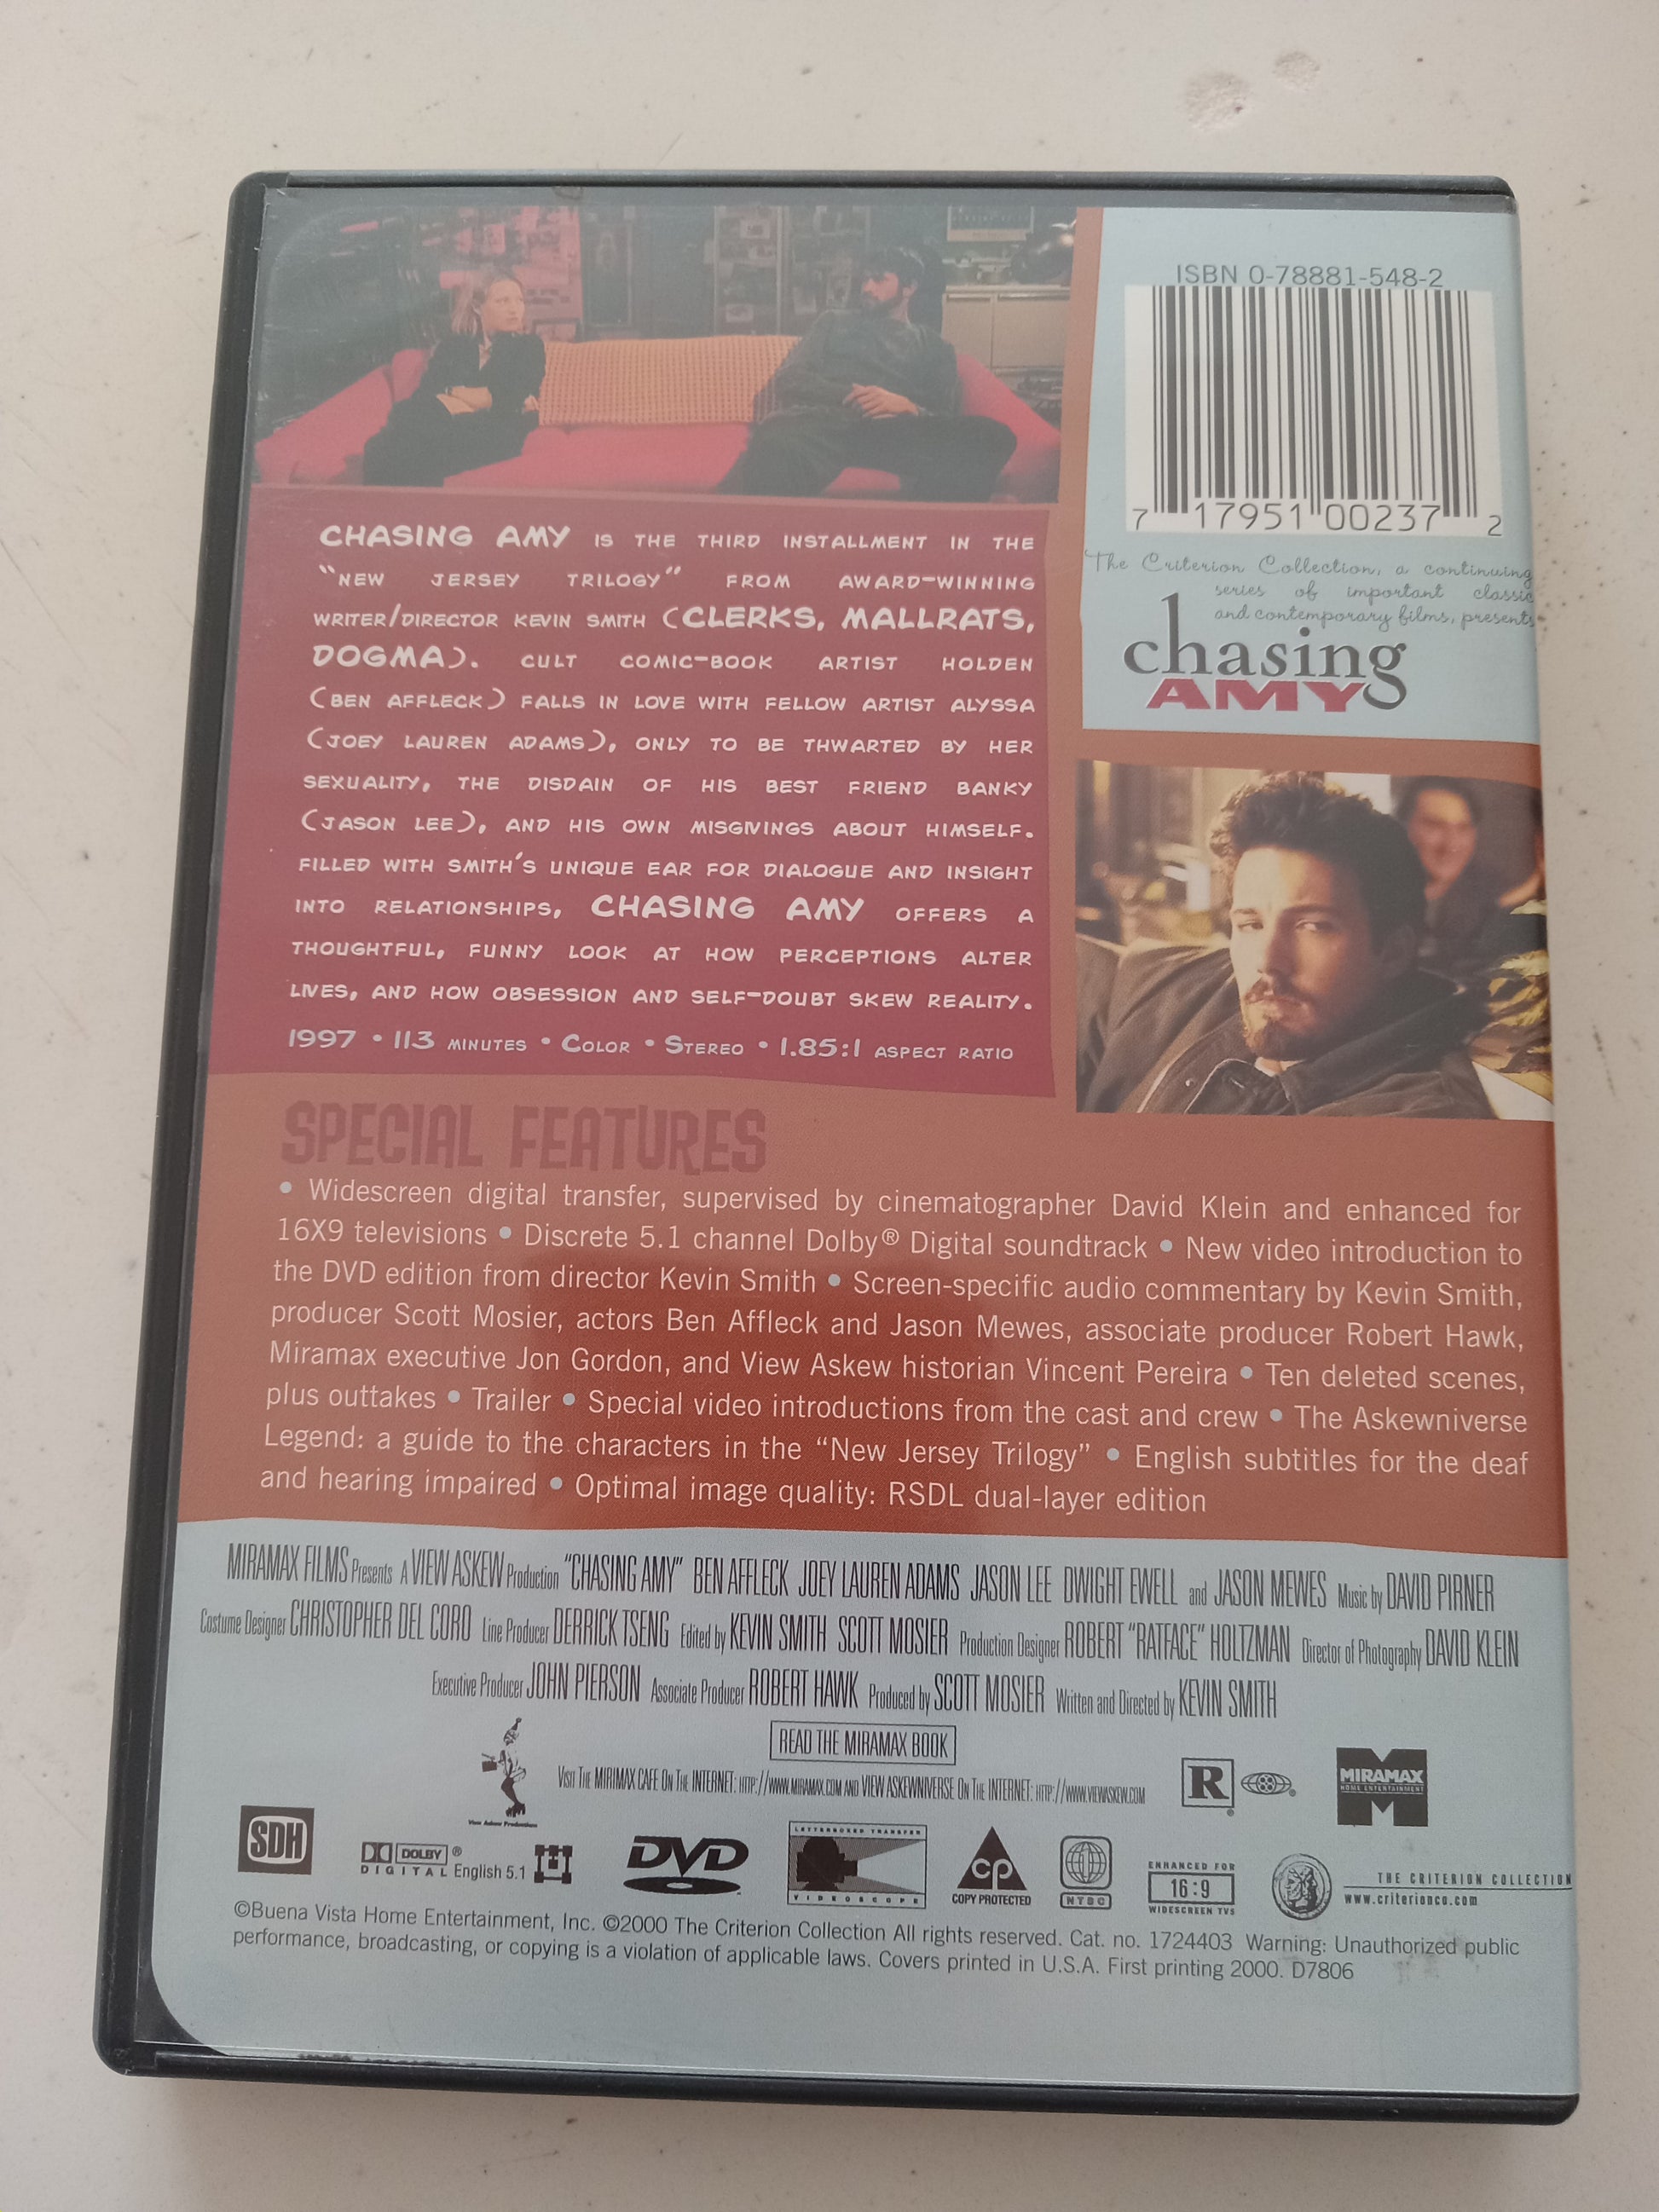 ISBN 0-78881-548-2
7 17951 00237 2
The Criterion Collection, a continuing
series of important classic
and contemporary films, presents
chasing
AMY
CHASING AMY IS THE THIRD INSTALLMENT IN THE
"NEW JERSEY TRILOGY" FROM AWARD-WINNING
WRITER/DIRECTOR KEVIN SMITH (CLERKS, MALLRATS,
DOGMA). CULT COMIC-BOOK ARTIST HOLDEN
(BEN AFFLECK) FALLS IN LOVE WITH FELLOW ARTIST ALYSSA
(JOEY LAUREN ADAMS), ONLY TO BE THWARTED BY HER
SEXUALITY, THE DISDAIN OF HIS BEST FRIEND BANKY
(JASON LEE), AND HIS OWN MISGIVINGS ABOUT HIMSELF.
FILLED WITH SMITH'S UNIQUE EAR FOR DIALOGUE AND INSIGHT
INTO RELATIONSHIPS, CHASING AMY OFFERS A
THOUGHTFUL, FUNNY LOOK AT HOW PERCEPTIONS ALTER
LIVES, AND HOW OBSESSION AND SELF-DOUBT SKEW REALITY.
1997 • 113 MINUTES • COLOR • STEREO • 1.85:1 ASPECT RATIO
SPECIAL FEATURES
• Widescreen digital transfer, supervised by cinematographer David Klein and enhanced for
16X9 televisions • Discrete 5.1 channel Dolby® Digital soundtrack • New video introduction to
the DVD edition from director Kevin Smith • Screen-specific audio commentary by Kevin Smith,
producer Scott Mosier, actors Ben Affleck and Jason Mewes, associate producer Robert Hawk,
Miramax executive Jon Gordon, and View Askew historian Vincent Pereira • Ten deleted scenes,
plus outtakes • Trailer • Special video introductions from the cast and crew • The Askewniverse
Legend: a guide to the characters in the "New Jersey Trilogy" • English subtitles for the deaf
and hearing impaired • Optimal image quality: RSDL dual-layer edition
MIRAMAX FILMS Presents A VIEW ASKEW Production "CHASING AMY" BEN AFFLECK JOEY LAUREN ADAMS JASON LEE DWIGHT EWELL and JASON MEWES Music by DAVID PIRNER
Costume Designer CHRISTOPHER DEL CORO Line Producer DERRICK TSENG Edited by KEVIN SMITH SCOTT MOSIER Production Designer ROBERT "RATFACE" HOLTZMAN Director of Photography DAVID KLEIN
Executive Producer JOHN PIERSON Associate Producer ROBERT HAWK Produced by SCOTT MOSIER Written and Directed by KEVIN SMITH
READ THE MIRAMAX BOOK
VISIT THE MIRIMAX CAFE ON THE INTERNET: HTTP://WWW.MIRAMAX.COM AND VIEW ASKEWNIVERSE ON THE INTERNET: HTTP://WWW.VIEWASKEW.COM
View Askew Productions
R
MIRAMAX
HOME ENTERTAINMENT
SDH
DOLBY®
DIGITAL English 5.1
DVD
LETTERBOXED TRANSFER
VIDEOSCOPE
CP
COPY PROTECTED
NTSC
ENHANCED FOR
16:9
WIDESCREEN TVS
THE CRITERION COLLECTION
www.criterionco.com
©Buena Vista Home Entertainment, Inc. ©2000 The Criterion Collection All rights reserved. Cat. no. 1724403 Warning: Unauthorized public
performance, broadcasting, or copying is a violation of applicable laws. Covers printed in U.S.A. First printing 2000. D7806